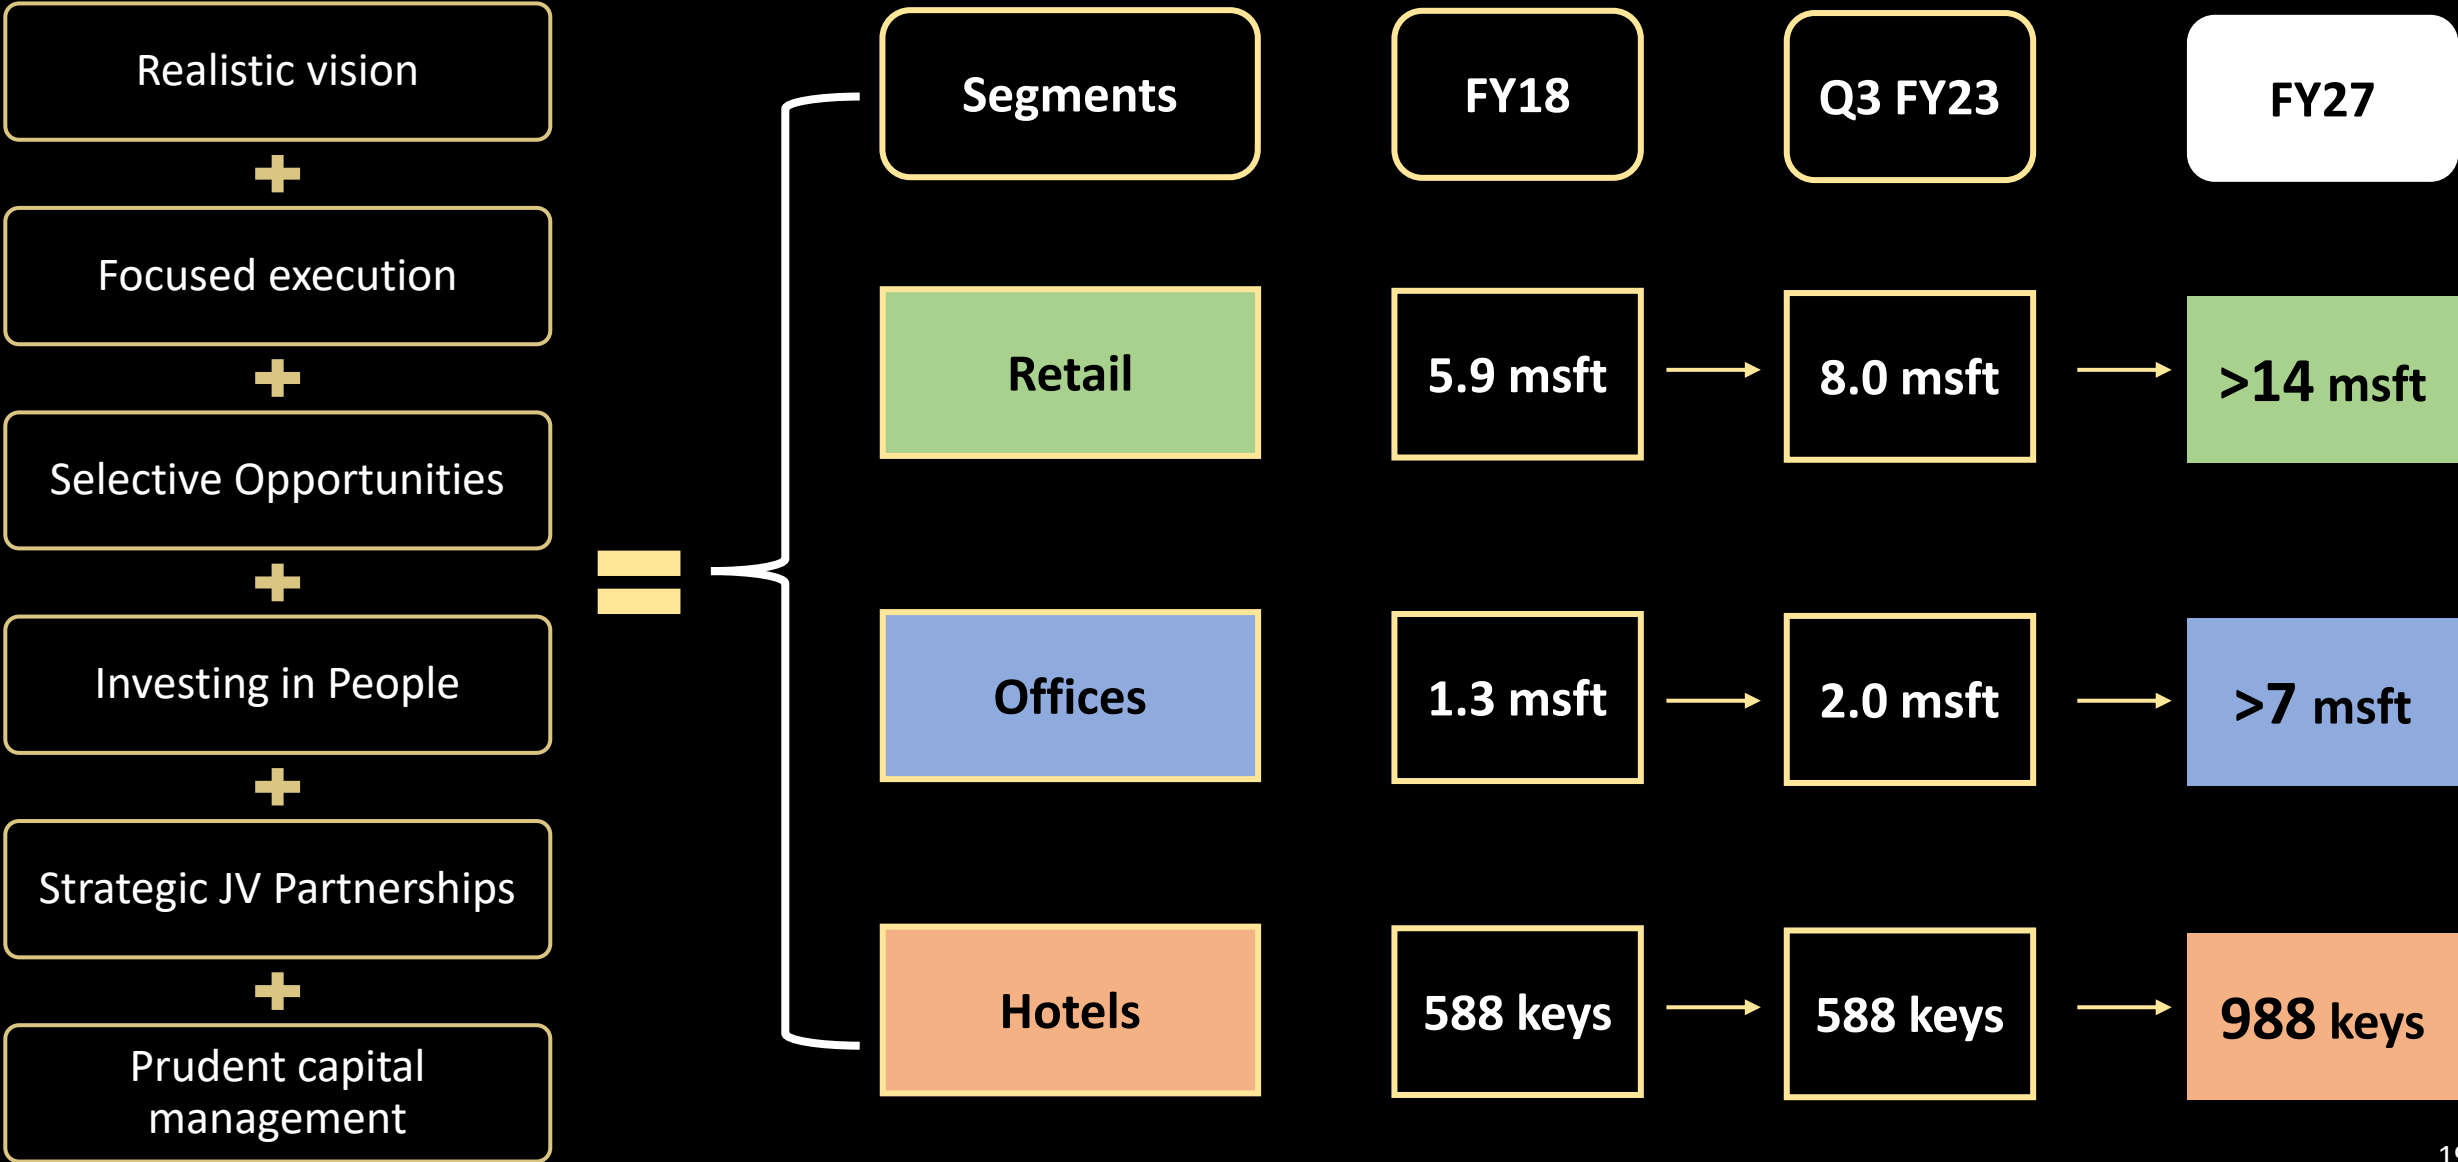 Realistic vision
Focused execution
Selective Opportunities
Investing in People
Strategic JV Partnerships
Prudent capital
management
Segments FY18 Q3 FY23 FY27
Retail 5.9 msft 8.0 msft >14 msft
Offices 1.3 msft 2.0 msft >7 msft
Hotels 588 keys 588 keys 988 keys